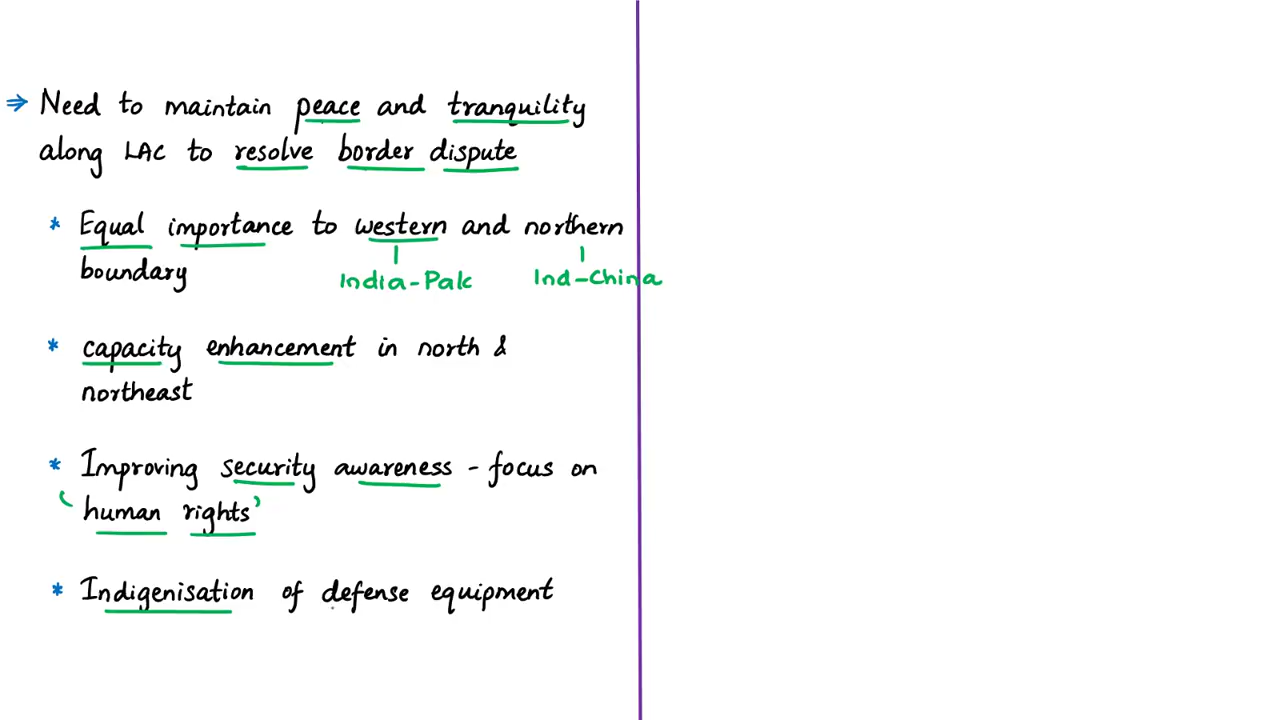 ⇒ Need to maintain peace and tranquility
along LAC to resolve border dispute
* Equal importance to western and northern
boundary India-Pak Ind-China
* capacity enhancement in north &
northeast
* Improving security awareness - focus on
‘human rights’
* Indigenisation of defense equipment